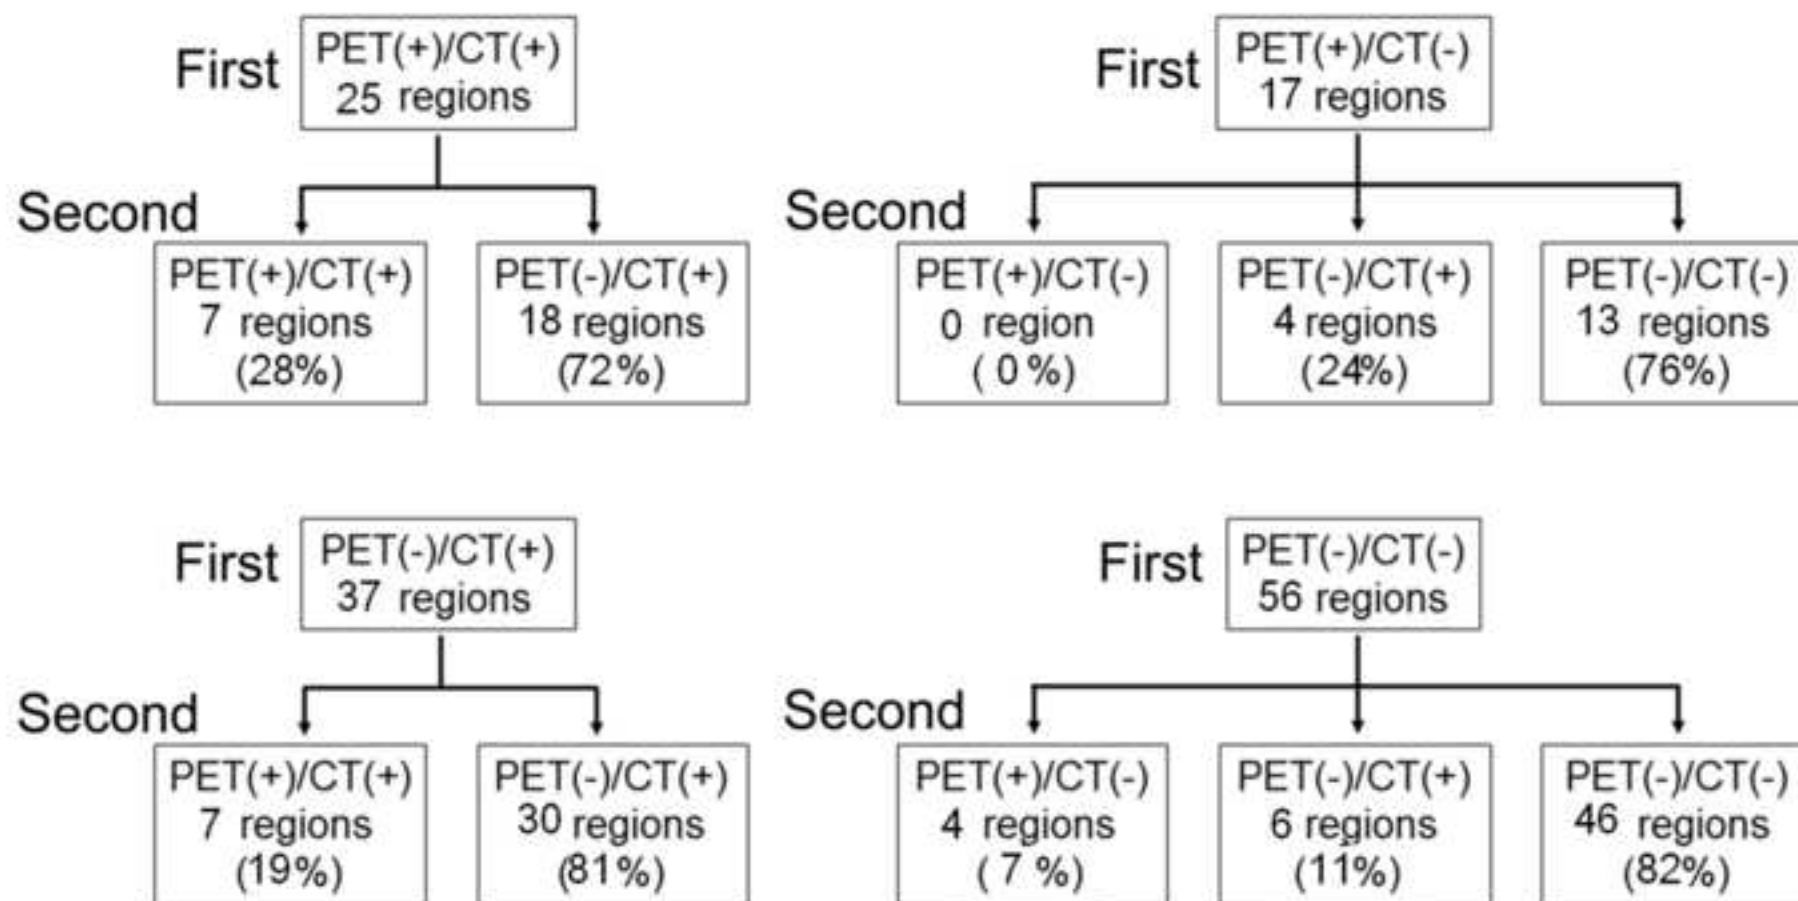 First
PET(+)/CT(+)
25 regions
Second
PET(+)/CT(+)
7 regions
(28%)
PET(-)/CT(+)
18 regions
(72%)
First
PET(+)/CT(-)
17 regions
Second
PET(+)/CT(-)
0 region
( 0 %)
PET(-)/CT(+)
4 regions
(24%)
PET(-)/CT(-)
13 regions
(76%)
First
PET(-)/CT(+)
37 regions
Second
PET(+)/CT(+)
7 regions
(19%)
PET(-)/CT(+)
30 regions
(81%)
First
PET(-)/CT(-)
56 regions
Second
PET(+)/CT(-)
4 regions
( 7 %)
PET(-)/CT(+)
6 regions
(11%)
PET(-)/CT(-)
46 regions
(82%)